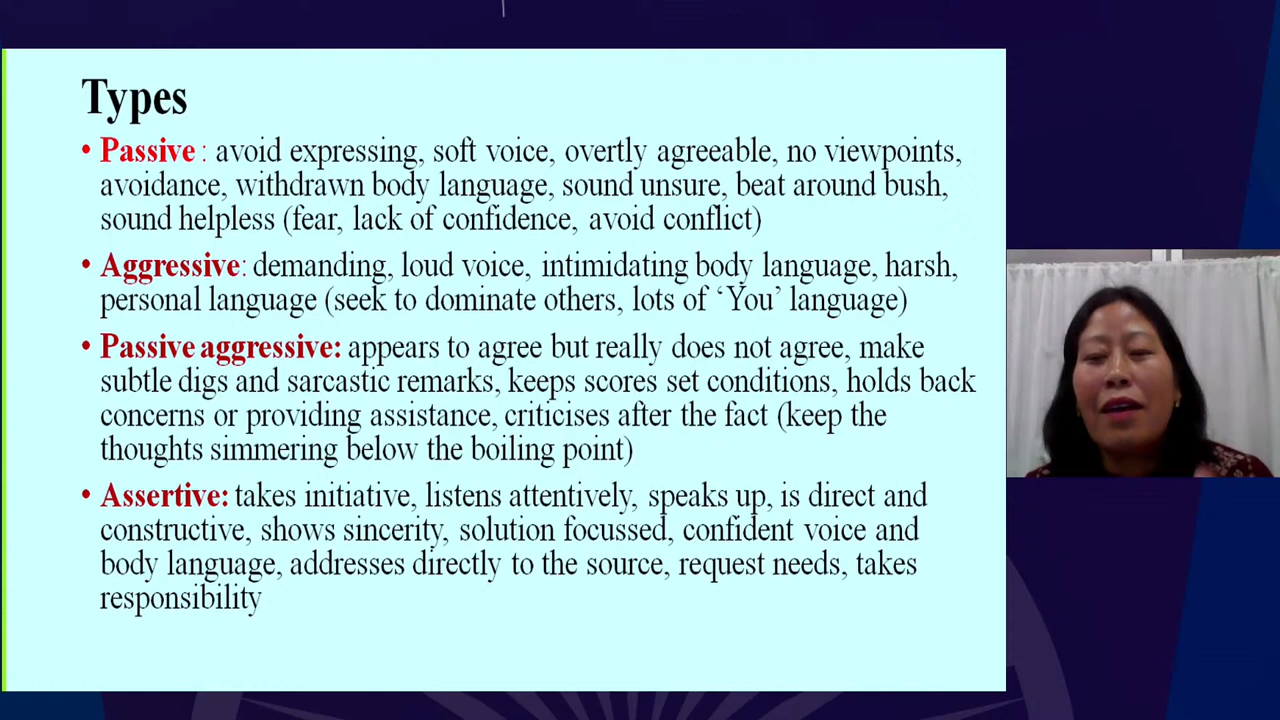 Types
• Passive : avoid expressing, soft voice, overtly agreeable, no viewpoints,
avoidance, withdrawn body language, sound unsure, beat around bush,
sound helpless (fear, lack of confidence, avoid conflict)
• Aggressive: demanding, loud voice, intimidating body language, harsh,
personal language (seek to dominate others, lots of ‘You’ language)
• Passive aggressive: appears to agree but really does not agree, make
subtle digs and sarcastic remarks, keeps scores set conditions, holds back
concerns or providing assistance, criticises after the fact (keep the
thoughts simmering below the boiling point)
• Assertive: takes initiative, listens attentively, speaks up, is direct and
constructive, shows sincerity, solution focussed, confident voice and
body language, addresses directly to the source, request needs, takes
responsibility